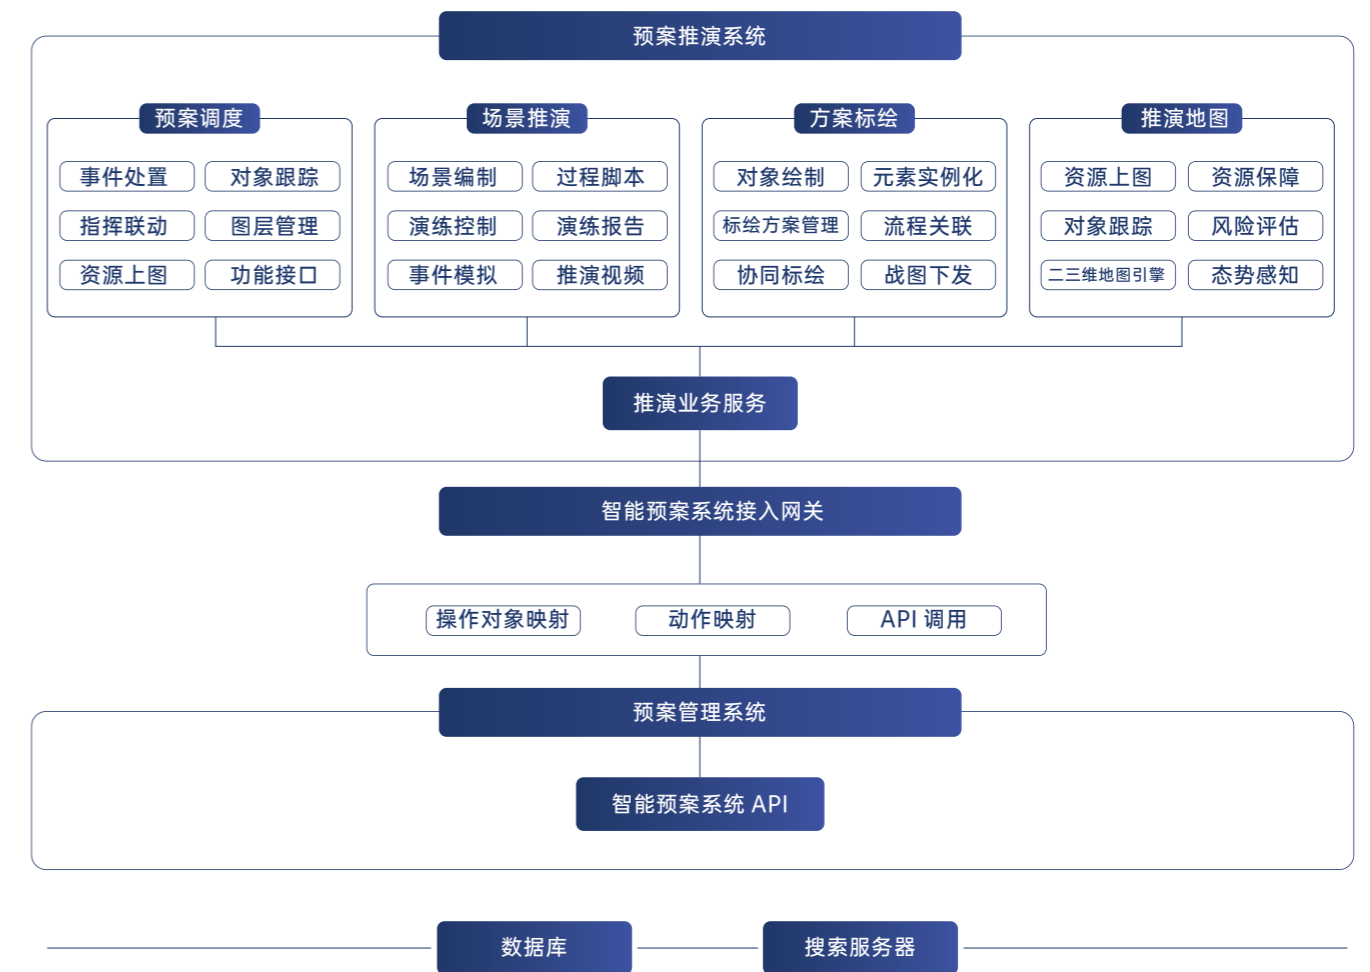 预案推演系统
预案调度
场景推演
方案标绘
推演地图
事件处置
对象跟踪
指挥联动
图层管理
资源上图
功能接口
场景编制
过程脚本
演练控制
演练报告
事件模拟
推演视频
对象绘制
元素实例化
标绘方案管理
流程关联
协同标绘
战图下发
资源上图
资源保障
对象跟踪
风险评估
二三维地图引擎
态势感知
推演业务服务
智能预案系统接入网关
操作对象映射
动作映射
API 调用
预案管理系统
智能预案系统 API
数据库
搜索服务器